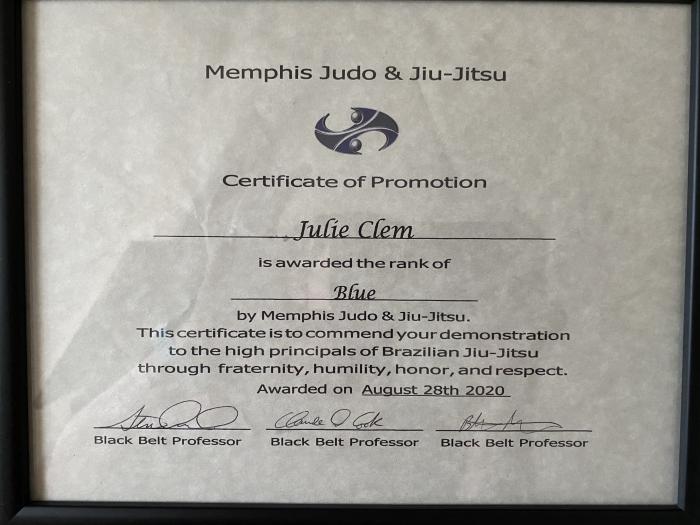 Memphis Judo & Jiu-Jitsu
Certificate of Promotion
Julie Clem
is awarded the rank of
Blue
by Memphis Judo & Jiu-Jitsu.
This certificate is to commend your demonstration
to the high principals of Brazilian Jiu-Jitsu
through fraternity, humility, honor, and respect.
Awarded on August 28th 2020
Black Belt Professor Black Belt Professor Black Belt Professor